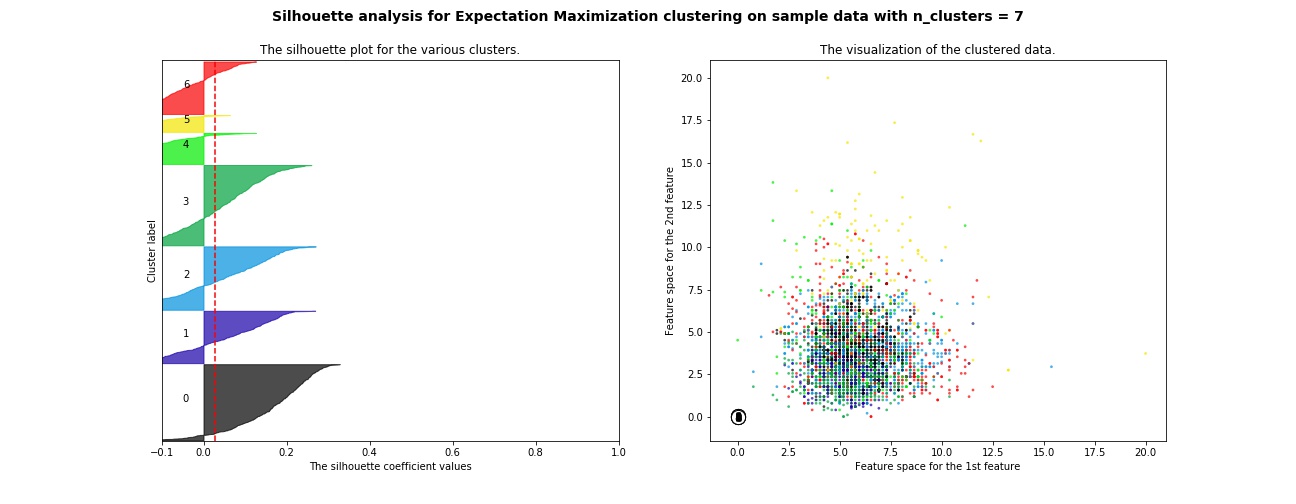 Silhouette analysis for Expectation Maximization clustering on sample data with n_clusters = 7
The silhouette plot for the various clusters.
6
5
4
3
2
1
0
Cluster label
−0.1 0.0 0.2 0.4 0.6 0.8 1.0
The silhouette coefficient values
The visualization of the clustered data.
20.0
17.5
15.0
12.5
10.0
7.5
5.0
2.5
0.0
Feature space for the 2nd feature
0.0 2.5 5.0 7.5 10.0 12.5 15.0 17.5 20.0
Feature space for the 1st feature